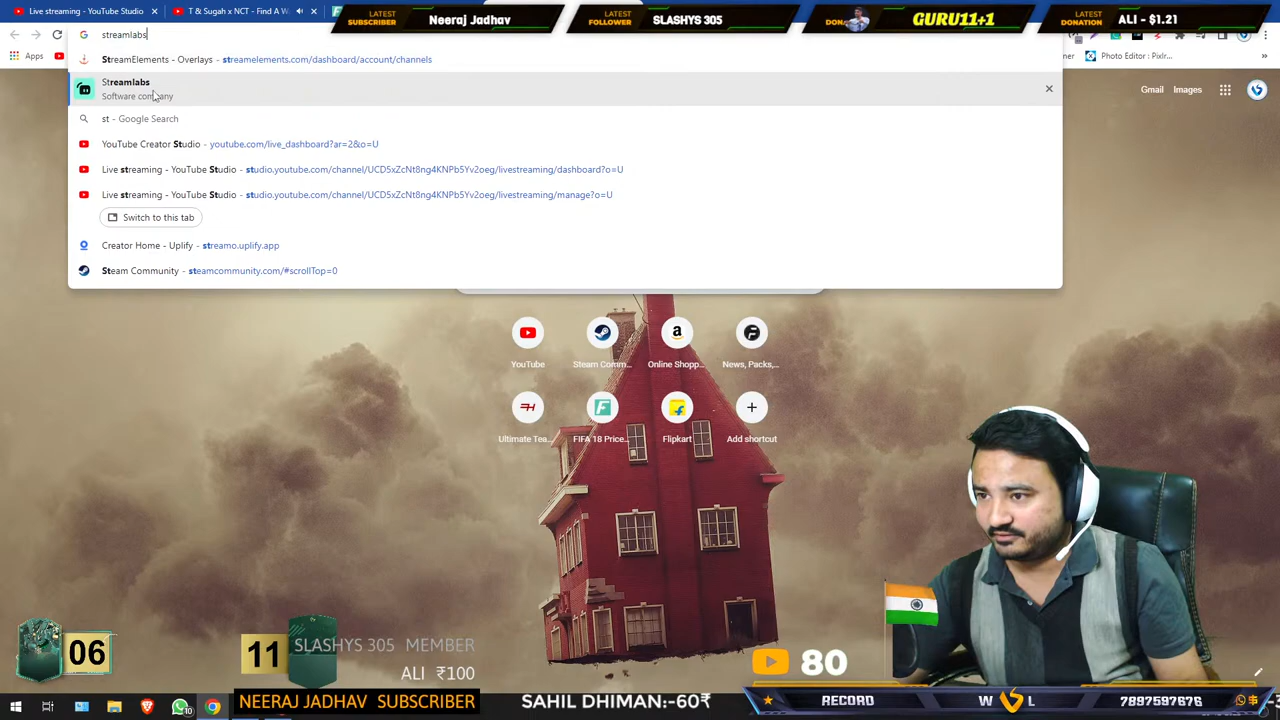 Live streaming - YouTube Studio
T & Sugah x NCT - Find A W
LATEST SUBSCRIBER
Neeraj Jadhav
LATEST FOLLOWER
SLASHYS 305
GURU11+1
LATEST DONATION
ALI - $1.21
streamlabs
Apps
StreamElements - Overlays - streamelements.com/dashboard/account/channels
Photo Editor : Pixlr...
Streamlabs
Software company
Gmail
Images
st - Google Search
YouTube Creator Studio - youtube.com/live_dashboard?ar=2&o=U
Live streaming - YouTube Studio - studio.youtube.com/channel/UCD5xZcNt8ng4KNPb5Yv2oeg/livestreaming/dashboard?o=U
Live streaming - YouTube Studio - studio.youtube.com/channel/UCD5xZcNt8ng4KNPb5Yv2oeg/livestreaming/manage?o=U
Switch to this tab
Creator Home - Uplify - streamo.uplify.app
Steam Community - steamcommunity.com/#scrollTop=0
YouTube
Steam Comm...
Online Shopp...
News, Packs,...
Ultimate Tea...
FIFA 18 Price...
Flipkart
Add shortcut
06
11
SLASHYS 305 MEMBER
ALI ₹100
80
NEERAJ JADHAV SUBSCRIBER
SAHIL DHIMAN:-60₹
RECORD
W
L
7897597676